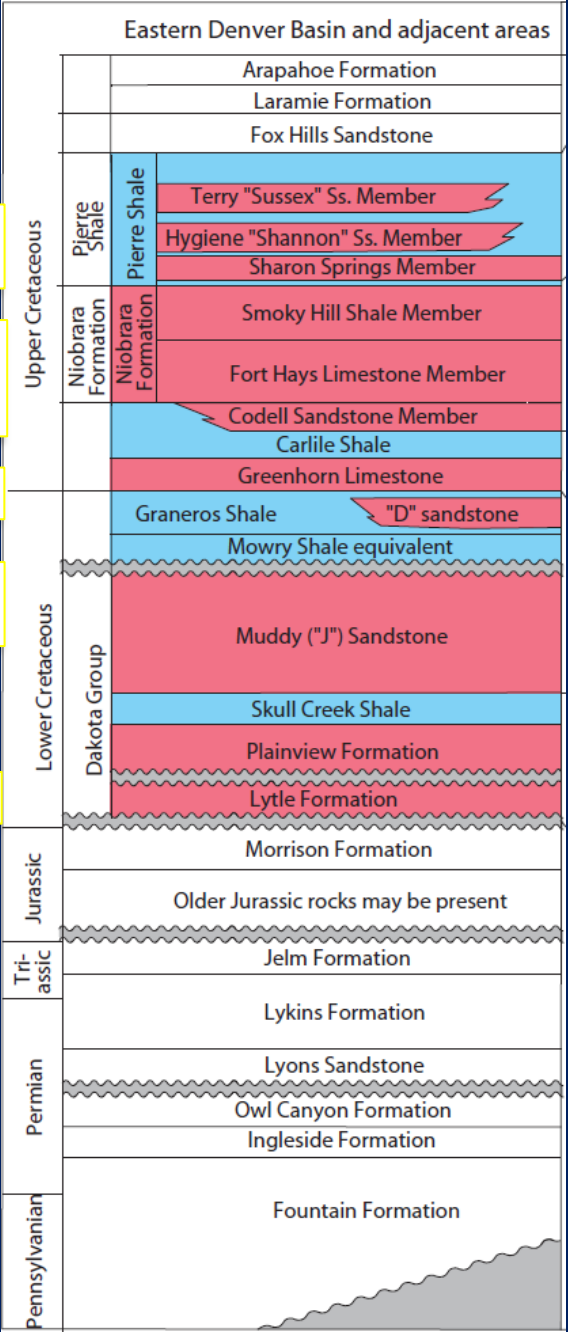 Eastern Denver Basin and adjacent areas
Arapahoe Formation
Laramie Formation
Fox Hills Sandstone
Upper Cretaceous
Pierre
Shale
Pierre Shale
Terry "Sussex" Ss. Member
Hygiene "Shannon" Ss. Member
Sharon Springs Member
Niobrara
Formation
Niobrara
Formation
Smoky Hill Shale Member
Fort Hays Limestone Member
Codell Sandstone Member
Carlile Shale
Greenhorn Limestone
Graneros Shale
"D" sandstone
Mowry Shale equivalent
Lower Cretaceous
Dakota Group
Muddy ("J") Sandstone
Skull Creek Shale
Plainview Formation
Lytle Formation
Jurassic
Morrison Formation
Older Jurassic rocks may be present
Tri-
assic
Jelm Formation
Lykins Formation
Permian
Lyons Sandstone
Owl Canyon Formation
Ingleside Formation
Pennsylvanian
Fountain Formation